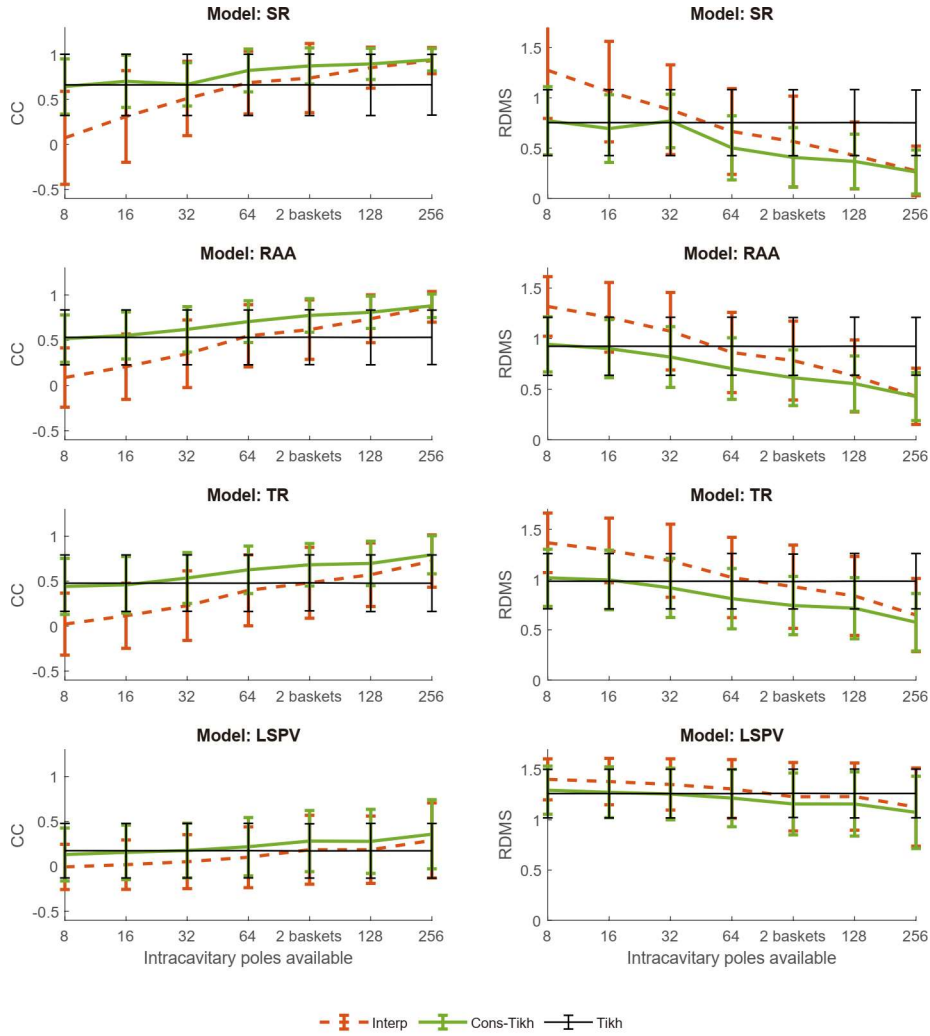 Model: SR
CC
1
0.5
0
-0.5
8 16 32 64 2 baskets 128 256
Model: SR
RDMS
1.5
1
0.5
0
8 16 32 64 2 baskets 128 256
Model: RAA
CC
1
0.5
0
-0.5
8 16 32 64 2 baskets 128 256
Model: RAA
RDMS
1.5
1
0.5
0
8 16 32 64 2 baskets 128 256
Model: TR
CC
1
0.5
0
-0.5
8 16 32 64 2 baskets 128 256
Model: TR
RDMS
1.5
1
0.5
0
8 16 32 64 2 baskets 128 256
Model: LSPV
CC
1
0.5
0
-0.5
8 16 32 64 2 baskets 128 256
Intracavitary poles available
Model: LSPV
RDMS
1.5
1
0.5
0
8 16 32 64 2 baskets 128 256
Intracavitary poles available
Interp Cons-Tikh Tikh